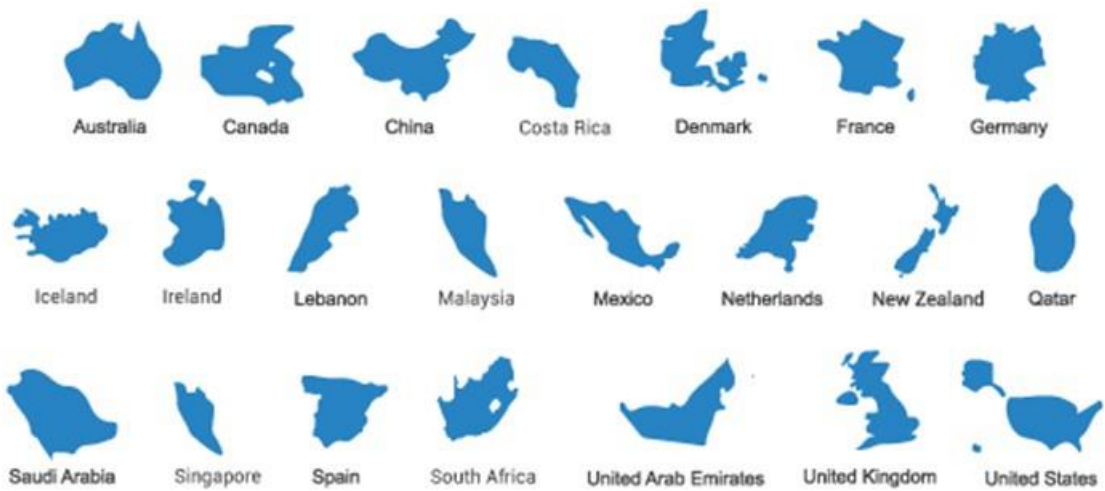 Australia Canada China Costa Rica Denmark France Germany
Iceland Ireland Lebanon Malaysia Mexico Netherlands New Zealand Qatar
Saudi Arabia Singapore Spain South Africa United Arab Emirates United Kingdom United States